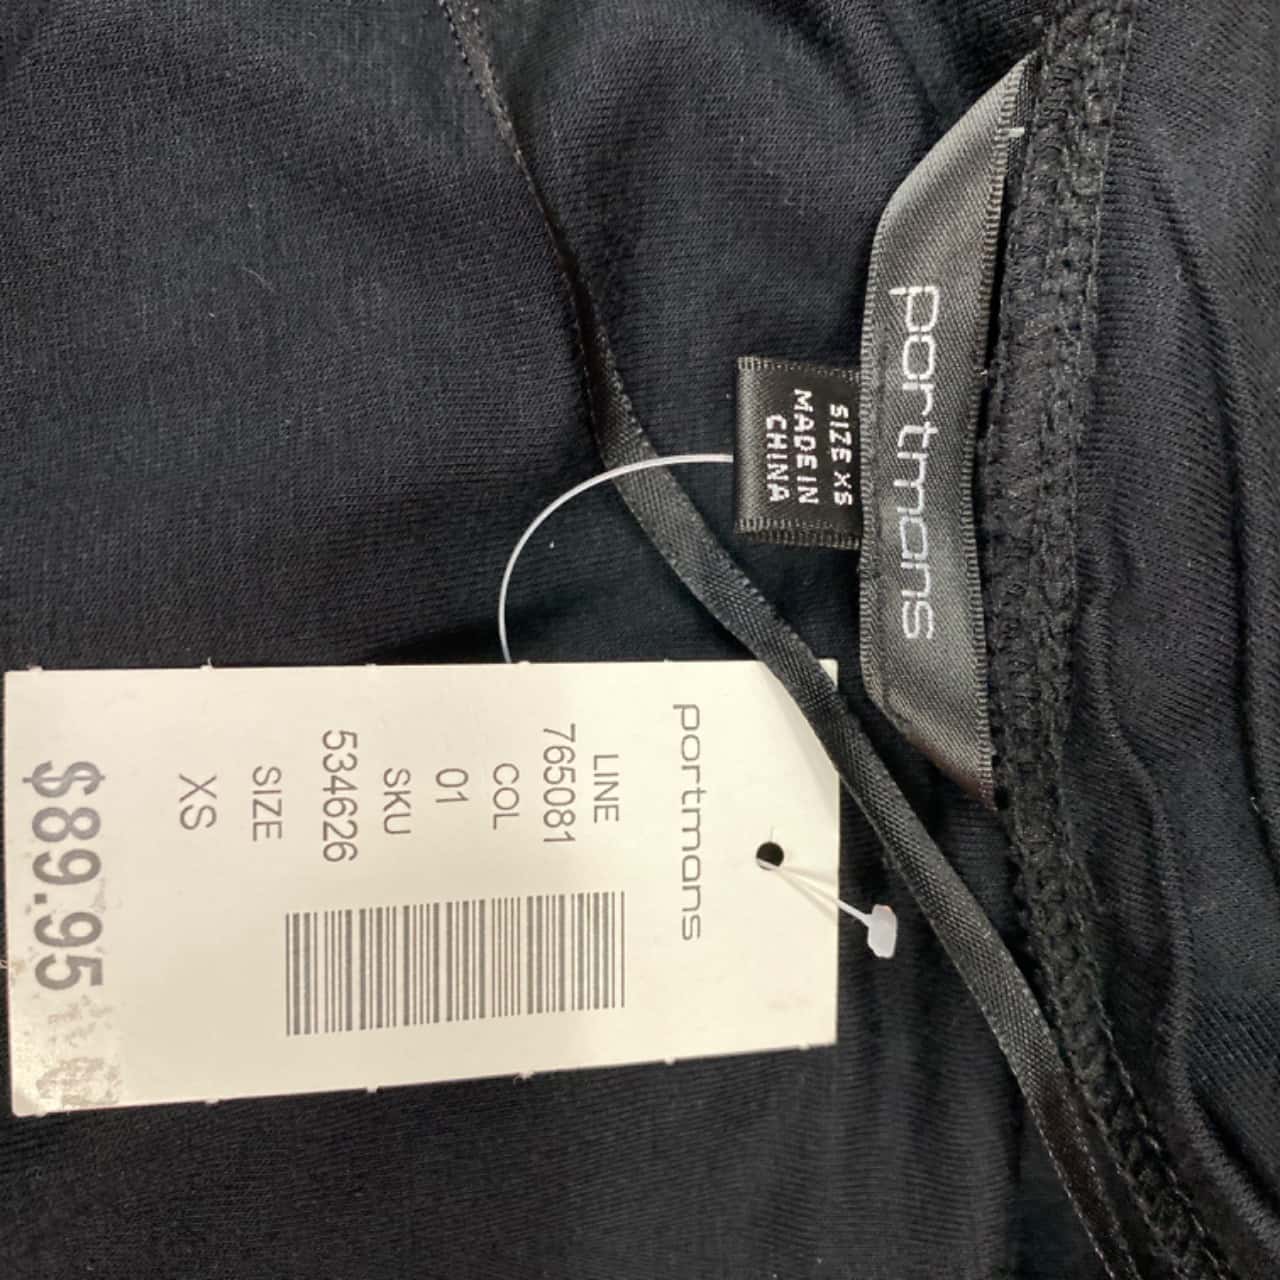 portmans
SIZE XS
MADE IN
CHINA
portmans
LINE
765081
COL
01
SKU
534626
SIZE
XS
$89.95